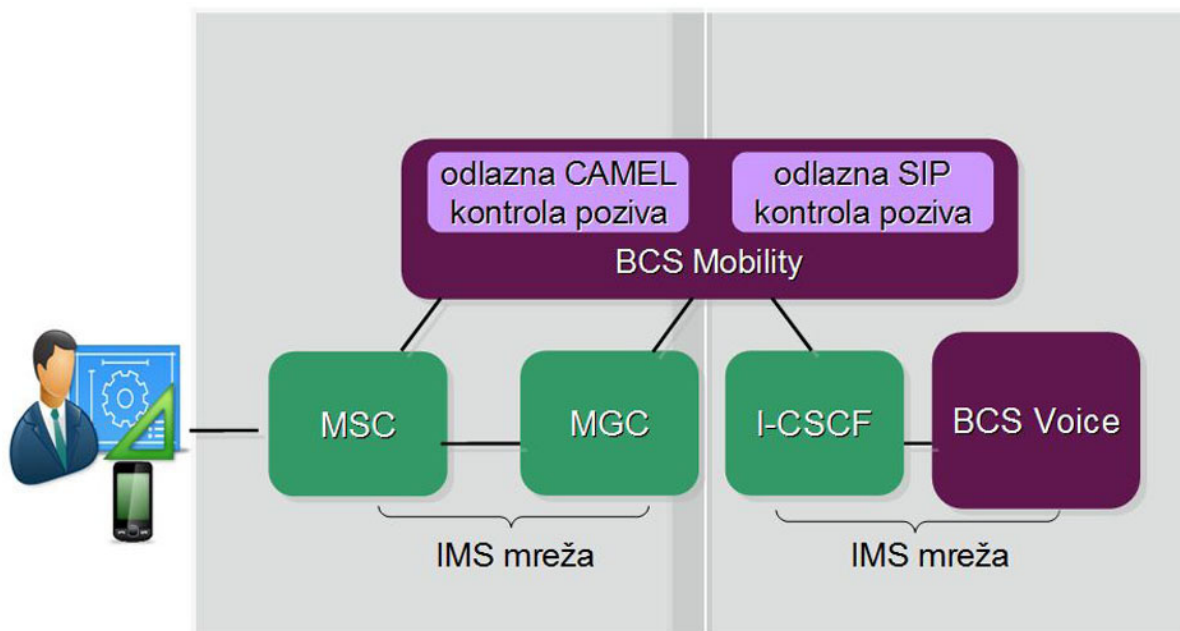 odlazna CAMEL
kontrola poziva
odlazna SIP
kontrola poziva
BCS Mobility
MSC
MGC
I-CSCF
BCS Voice
IMS mreža
IMS mreža